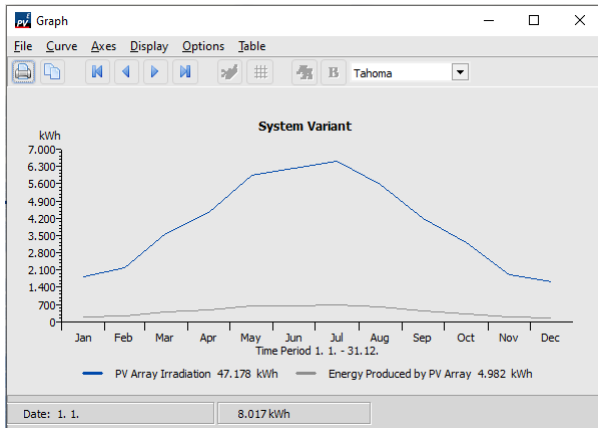 PV Graph
File Curve Axes Display Options Table
B Tahoma
System Variant
kWh
7.000
6.300
5.600
4.900
4.200
3.500
2.800
2.100
1.400
700
0
Jan Feb Mar Apr May Jun Jul Aug Sep Oct Nov Dec
Time Period 1. 1. - 31.12.
PV Array Irradiation 47.178 kWh Energy Produced by PV Array 4.982 kWh
Date: 1. 1. 8.017 kWh